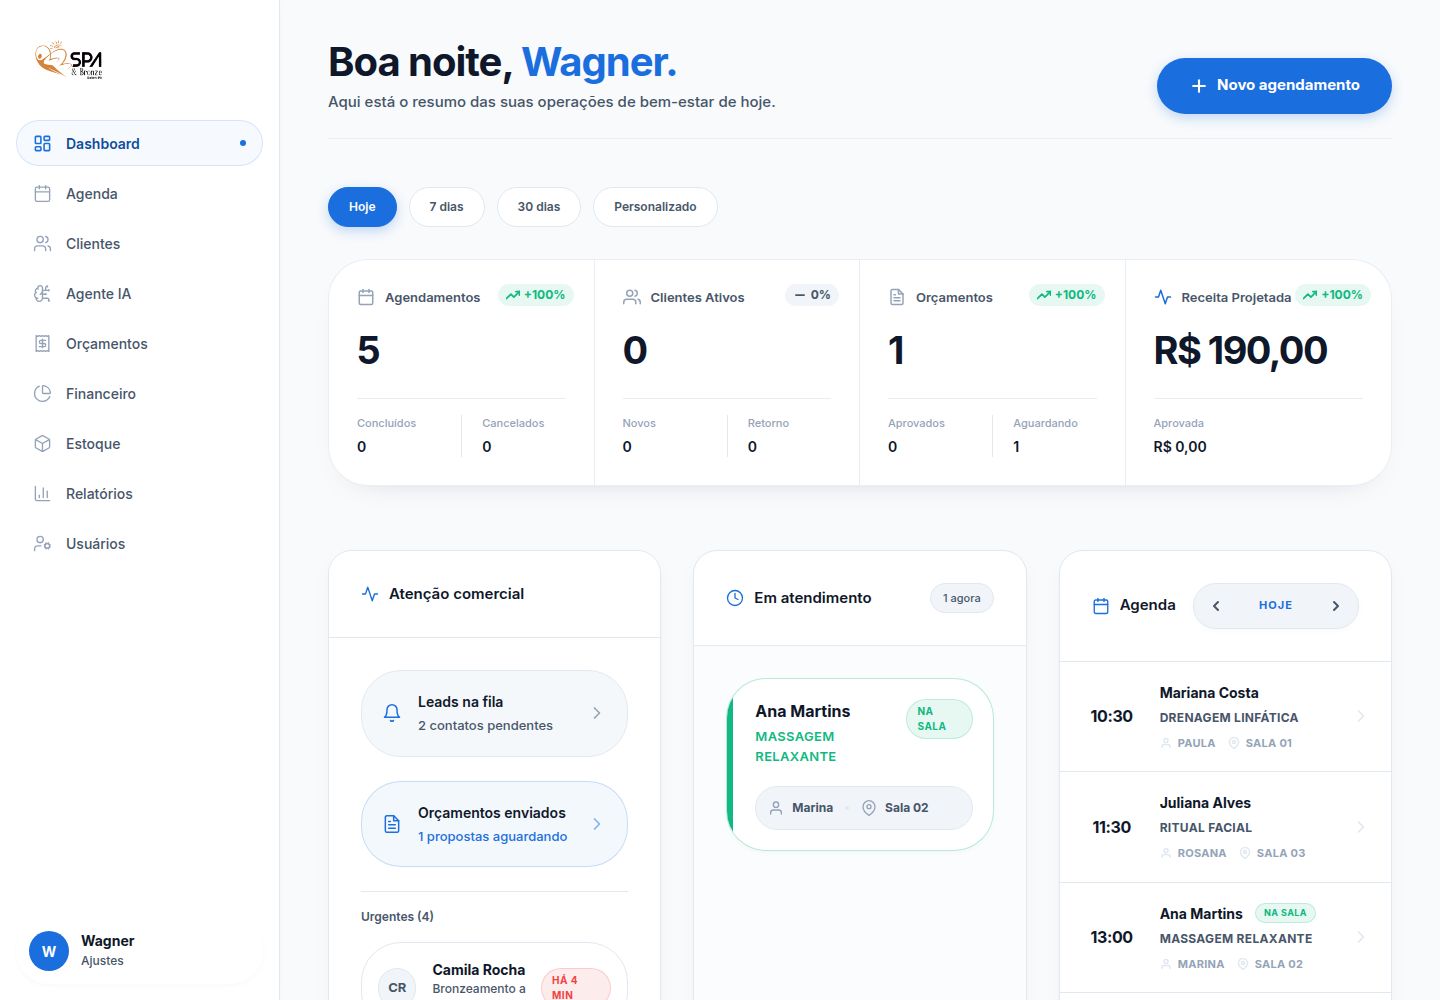 SPA
& Bronze
Dashboard
Agenda
Clientes
Agente IA
Orçamentos
Financeiro
Estoque
Relatórios
Usuários
W
Wagner
Ajustes
Boa noite, Wagner.
Aqui está o resumo das suas operações de bem-estar de hoje.
Novo agendamento
Hoje
7 dias
30 dias
Personalizado
Agendamentos
+100%
5
Concluídos
0
Cancelados
0
Clientes Ativos
0%
0
Novos
0
Retorno
0
Orçamentos
+100%
1
Aprovados
0
Aguardando
1
Receita Projetada
+100%
R$ 190,00
Aprovada
R$ 0,00
Atenção comercial
Leads na fila
2 contatos pendentes
Orçamentos enviados
1 propostas aguardando
Urgentes (4)
CR
Camila Rocha
Bronzeamento a
HÁ 4
MIN
Em atendimento
1 agora
Ana Martins
NA
SALA
MASSAGEM
RELAXANTE
Marina
Sala 02
Agenda
HOJE
10:30
Mariana Costa
DRENAGEM LINFÁTICA
PAULA
SALA 01
11:30
Juliana Alves
RITUAL FACIAL
ROSANA
SALA 03
13:00
Ana Martins
NA SALA
MASSAGEM RELAXANTE
MARINA
SALA 02